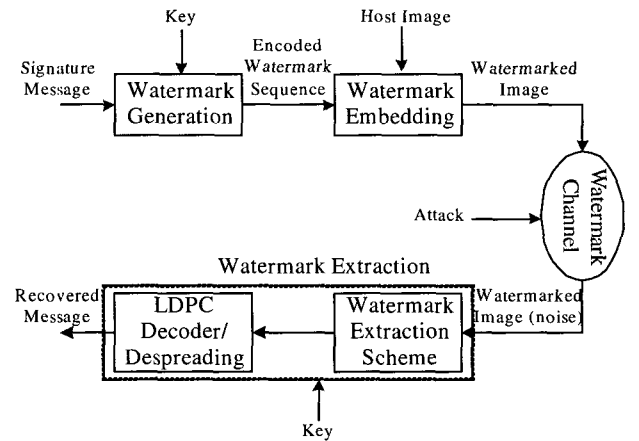 Key
Host Image
Signature
Message
Watermark
Generation
Encoded
Watermark
Sequence
Watermark
Embedding
Watermarked
Image
Watermark
Channel
Attack
Watermark Extraction
Recovered
Message
LDPC
Decoder/
Despreading
Watermark
Extraction
Scheme
Watermarked
Image (noise)
Key